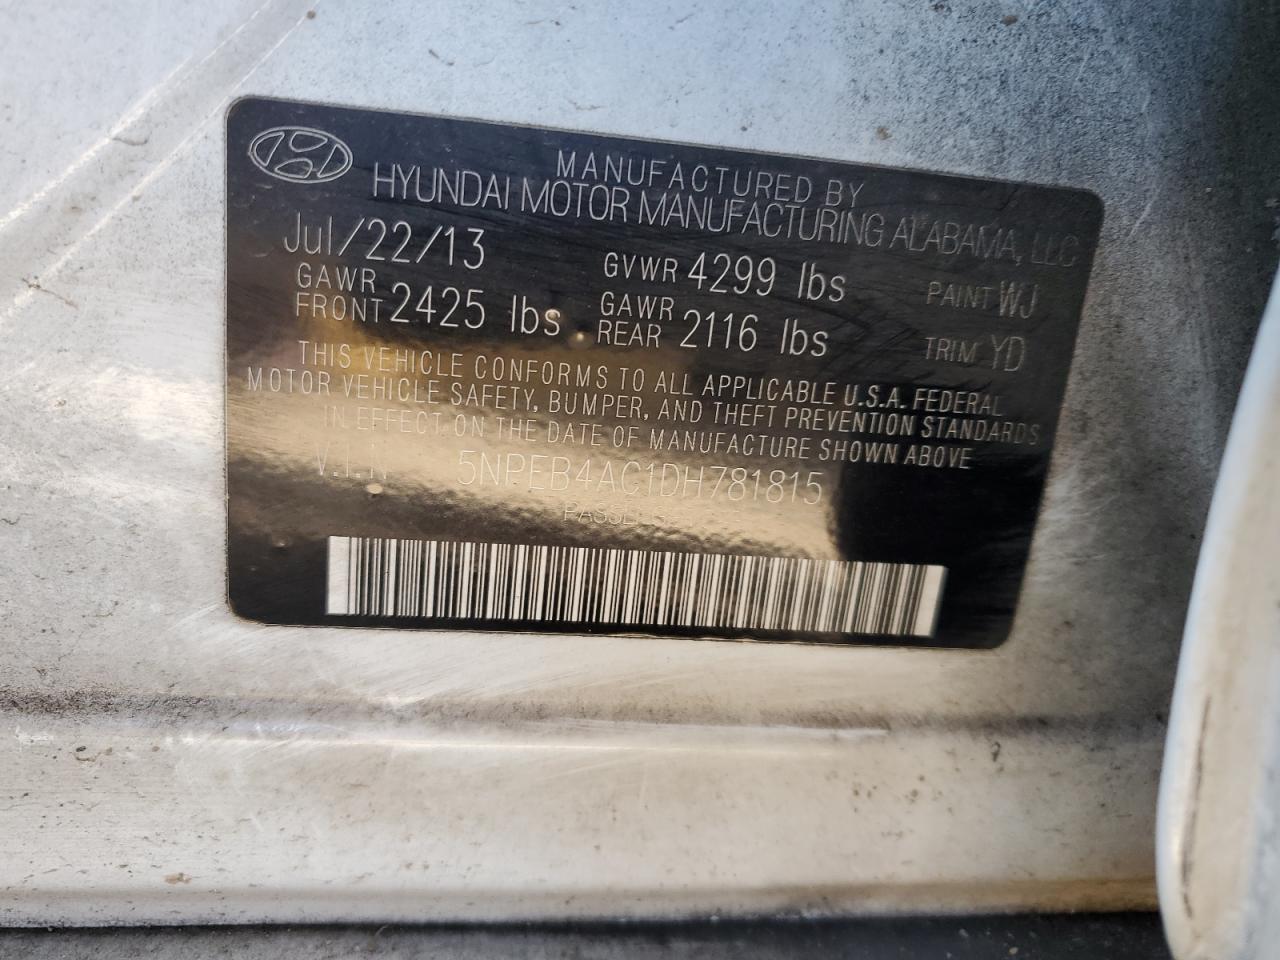 MANUFACTURED BY
HYUNDAI MOTOR MANUFACTURING ALABAMA, LLC
Jul/22/13 GVWR 4299 lbs PAINT WJ
GAWR FRONT 2425 lbs GAWR REAR 2116 lbs TRIM YD
THIS VEHICLE CONFORMS TO ALL APPLICABLE U.S.A. FEDERAL
MOTOR VEHICLE SAFETY, BUMPER, AND THEFT PREVENTION STANDARDS
IN EFFECT ON THE DATE OF MANUFACTURE SHOWN ABOVE
V.I.N 5NPEB4AC1DH781815